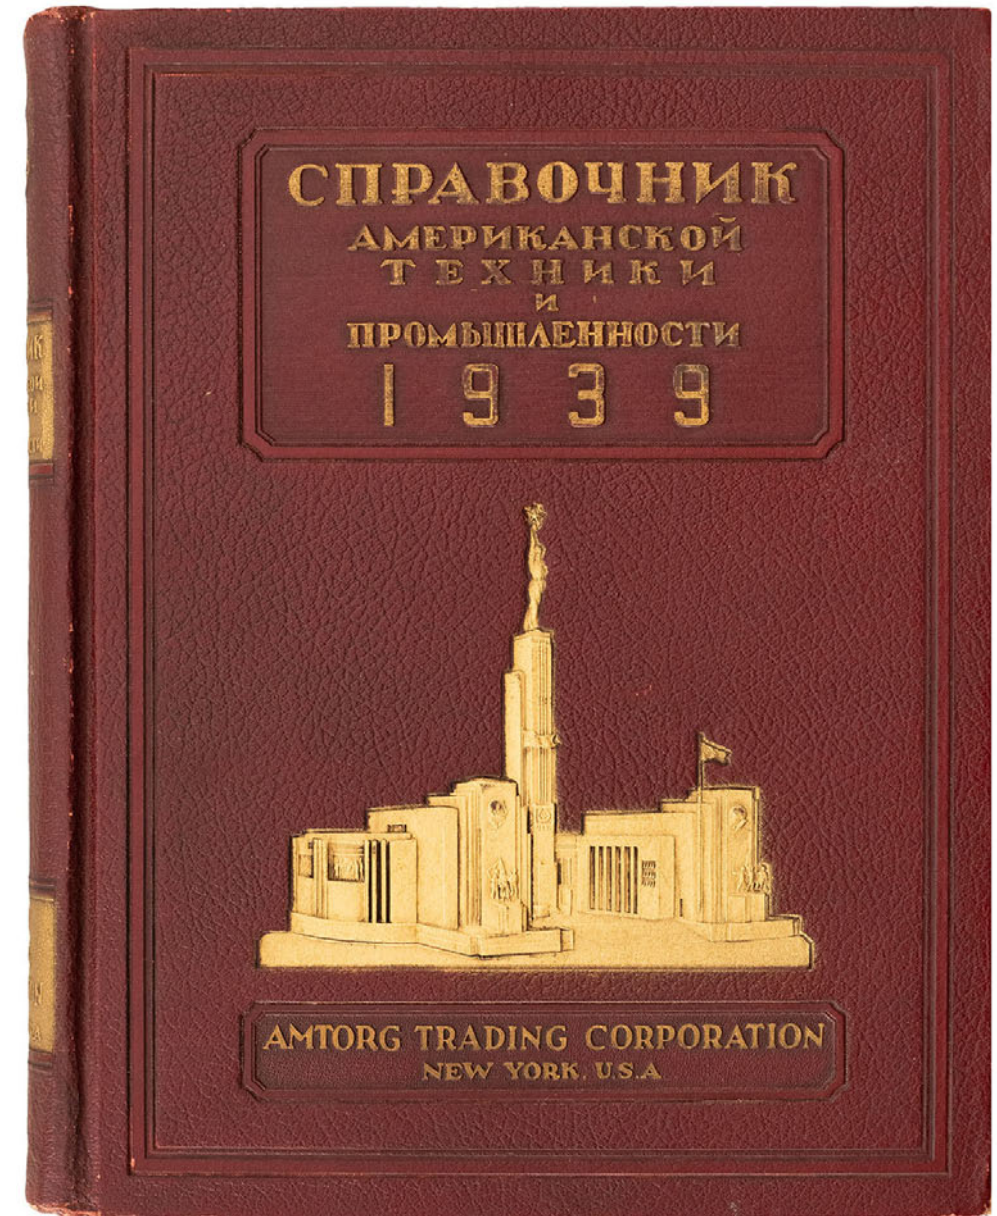 СПРАВОЧНИК
АМЕРИКАНСКОЙ
ТЕХНИКИ
И
ПРОМЫШЛЕННОСТИ
1939
AMTORG TRADING CORPORATION
NEW YORK, U.S.A